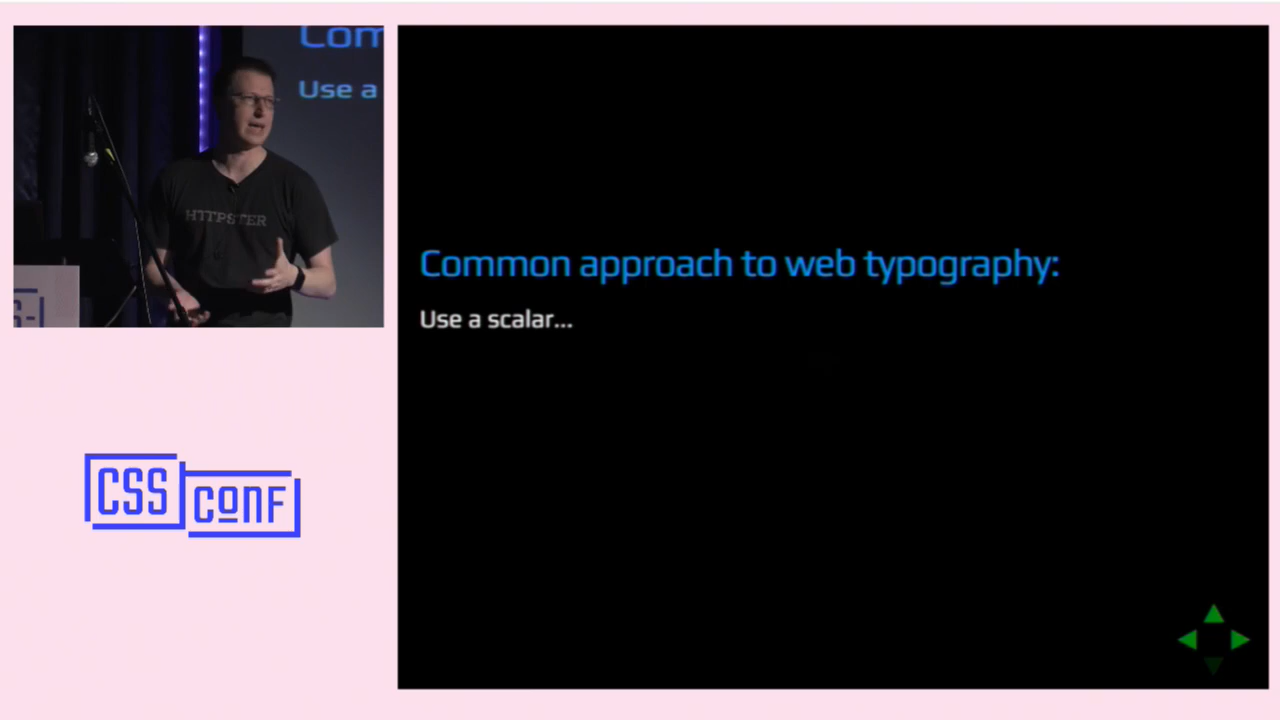 Com
Use a
HTTPSTER
S-
CSS
conf
Common approach to web typography:
Use a scalar...